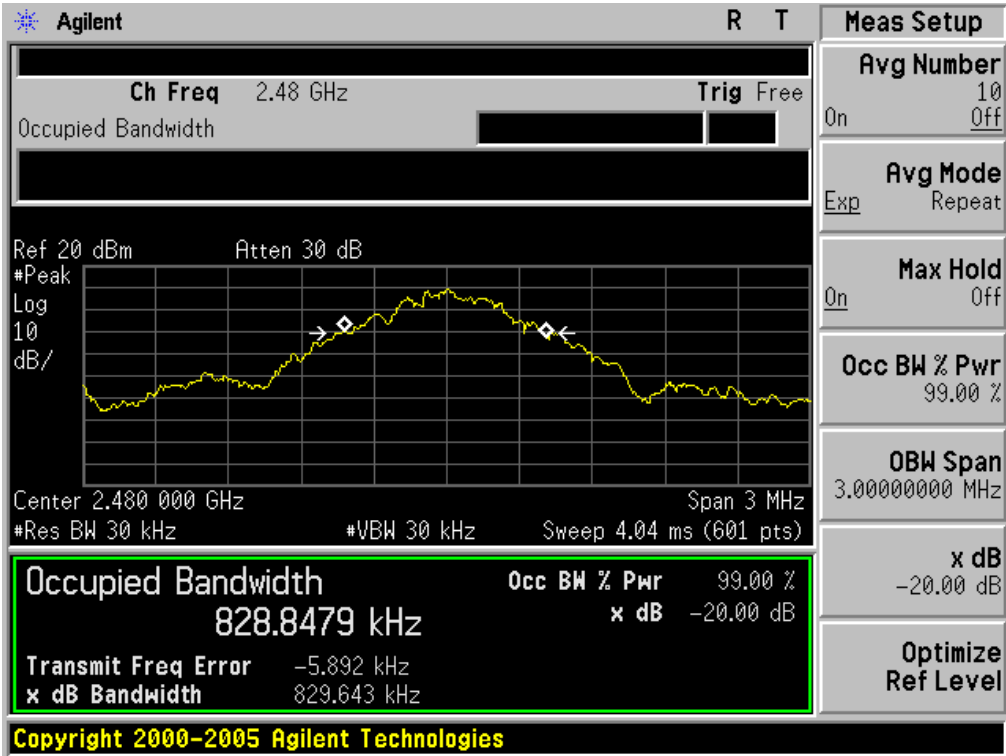 Agilent R T
Meas Setup
Ch Freq 2.48 GHz Trig Free
Occupied Bandwidth
Ref 20 dBm Atten 30 dB
#Peak
Log
10
dB/
Center 2.480 000 GHz Span 3 MHz
#Res BW 30 kHz #VBW 30 kHz Sweep 4.04 ms (601 pts)
Occupied Bandwidth Occ BW % Pwr 99.00 %
828.8479 kHz x dB -20.00 dB
Transmit Freq Error -5.892 kHz
x dB Bandwidth 829.643 kHz
Copyright 2000-2005 Agilent Technologies
Avg Number
10
On Off
Avg Mode
Exp Repeat
Max Hold
On Off
Occ BW % Pwr
99.00 %
OBW Span
3.00000000 MHz
x dB
-20.00 dB
Optimize
Ref Level